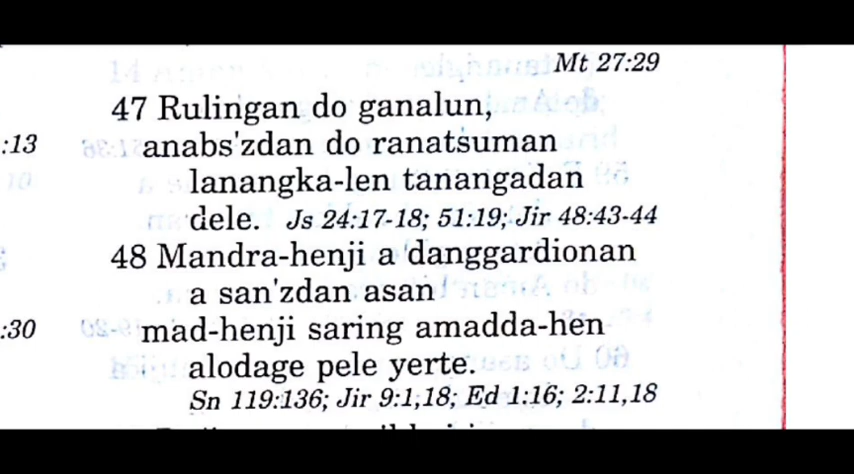 Mt 27:29
47 Rulingan do ganalun,
:13 anabs'zdan do ranatsuman
lanangka-len tanangadan
dele. Js 24:17-18; 51:19; Jir 48:43-44
48 Mandra-henji a danggardionan
a san'zdan asan
:30 mad-henji saring amadda-hen
alodage pele yerte.
Sn 119:136; Jir 9:1,18; Ed 1:16; 2:11,18